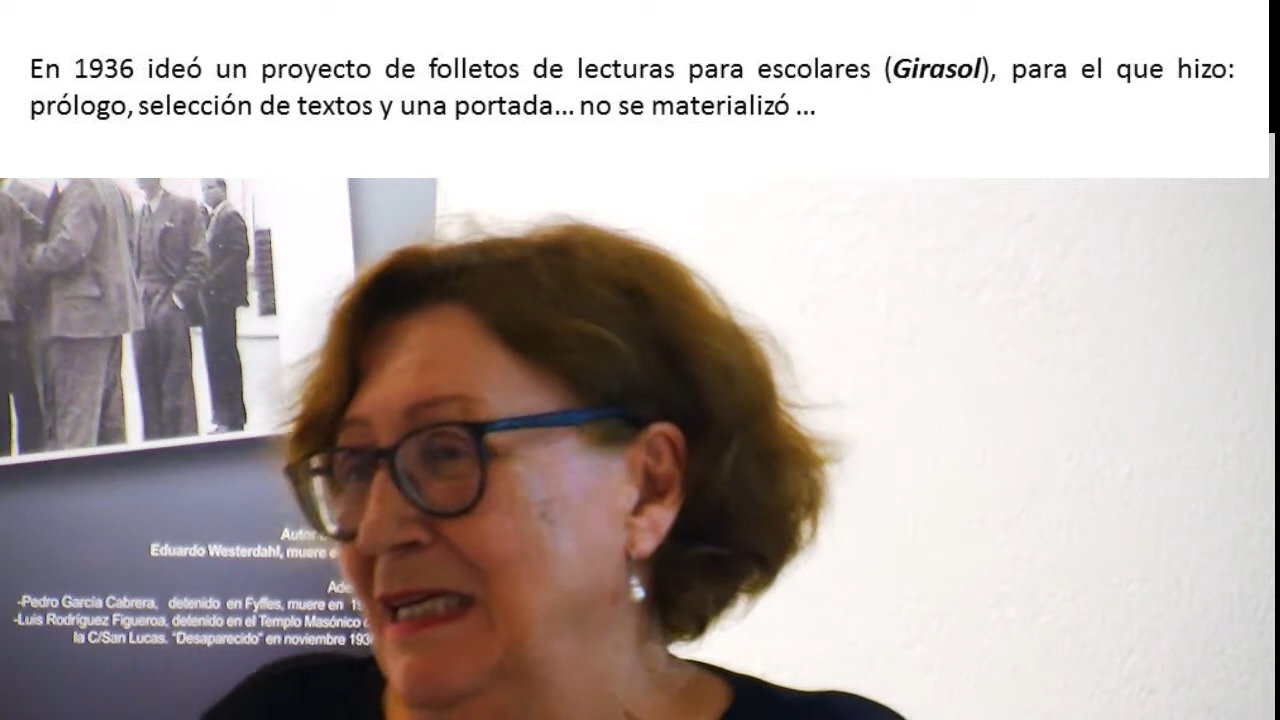 En 1936 ideó un proyecto de folletos de lecturas para escolares (Girasol), para el que hizo:
prólogo, selección de textos y una portada... no se materializó ...
Eduardo Westerdahl, muere
-Pedro García Cabrera, detenido en Fyffes, muere en
-Luis Rodríguez Figueroa, detenido en el Templo Masónico
la C/San Lucas. "Desaparecido" en noviembre 193